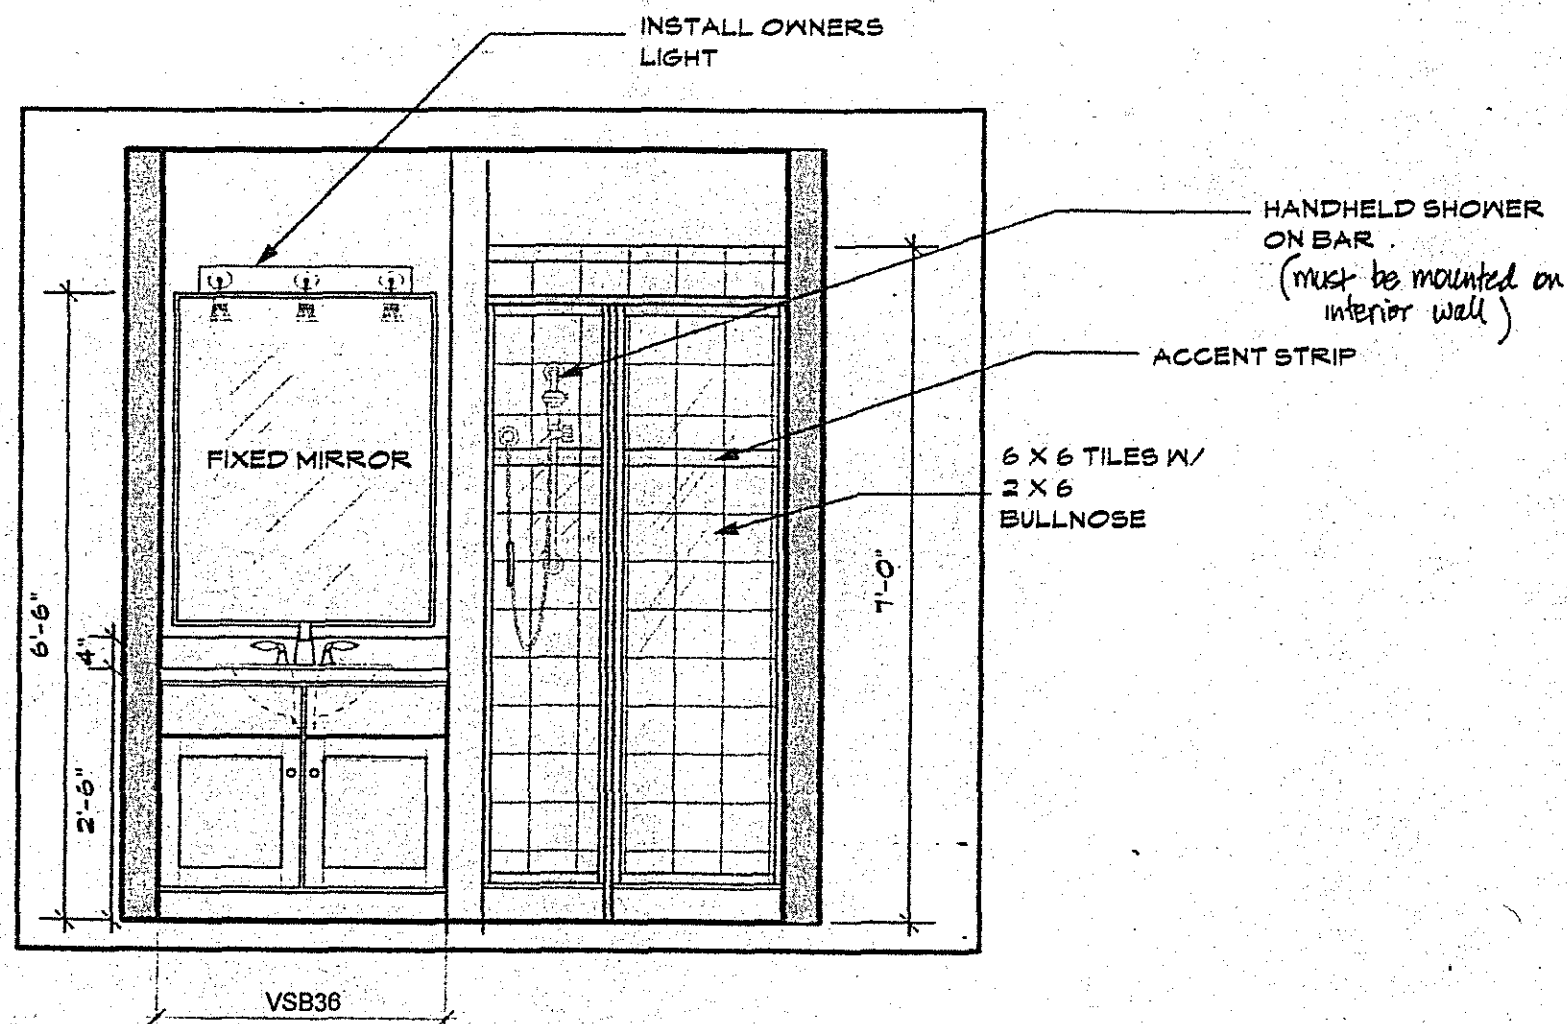 INSTALL OWNERS
LIGHT
HANDHELD SHOWER
ON BAR
(must be mounted on
interior wall)
ACCENT STRIP
6 X 6 TILES W/
2 X 6
BULLNOSE
FIXED MIRROR
6'-6"
4"
2'-6"
7'-0"
VSB36